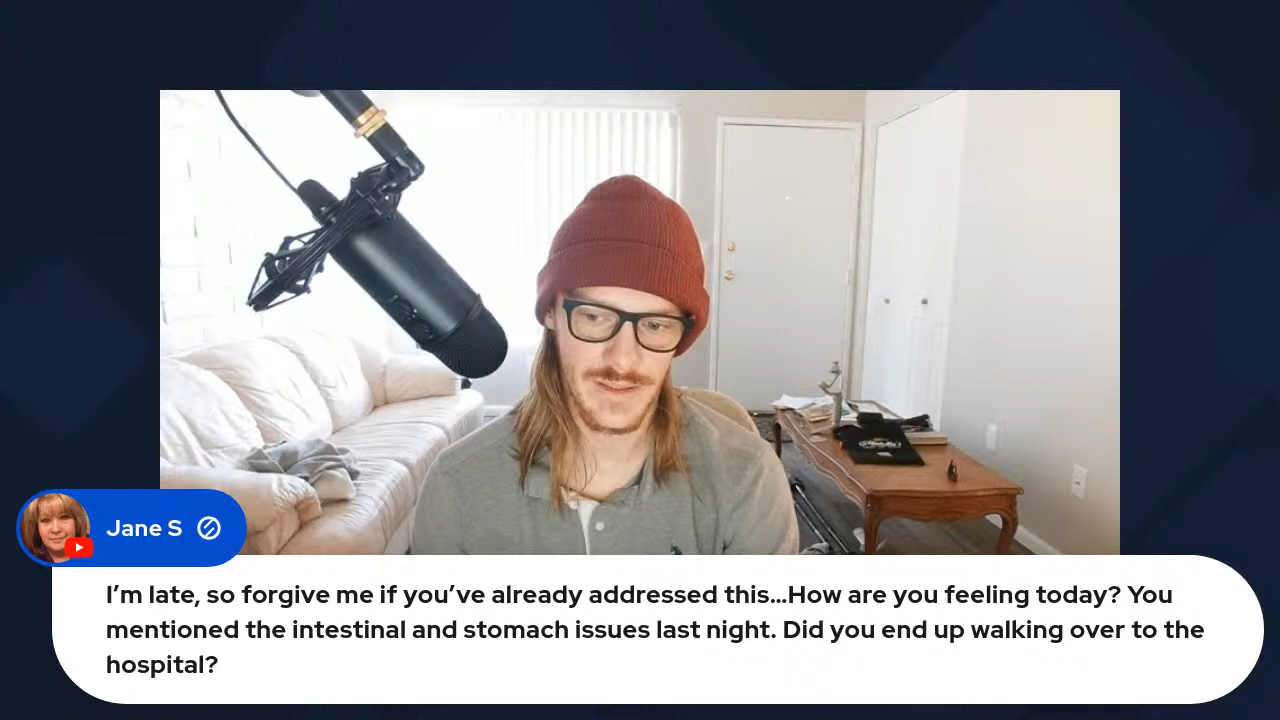 Jane S
I'm late, so forgive me if you've already addressed this...How are you feeling today? You
mentioned the intestinal and stomach issues last night. Did you end up walking over to the
hospital?